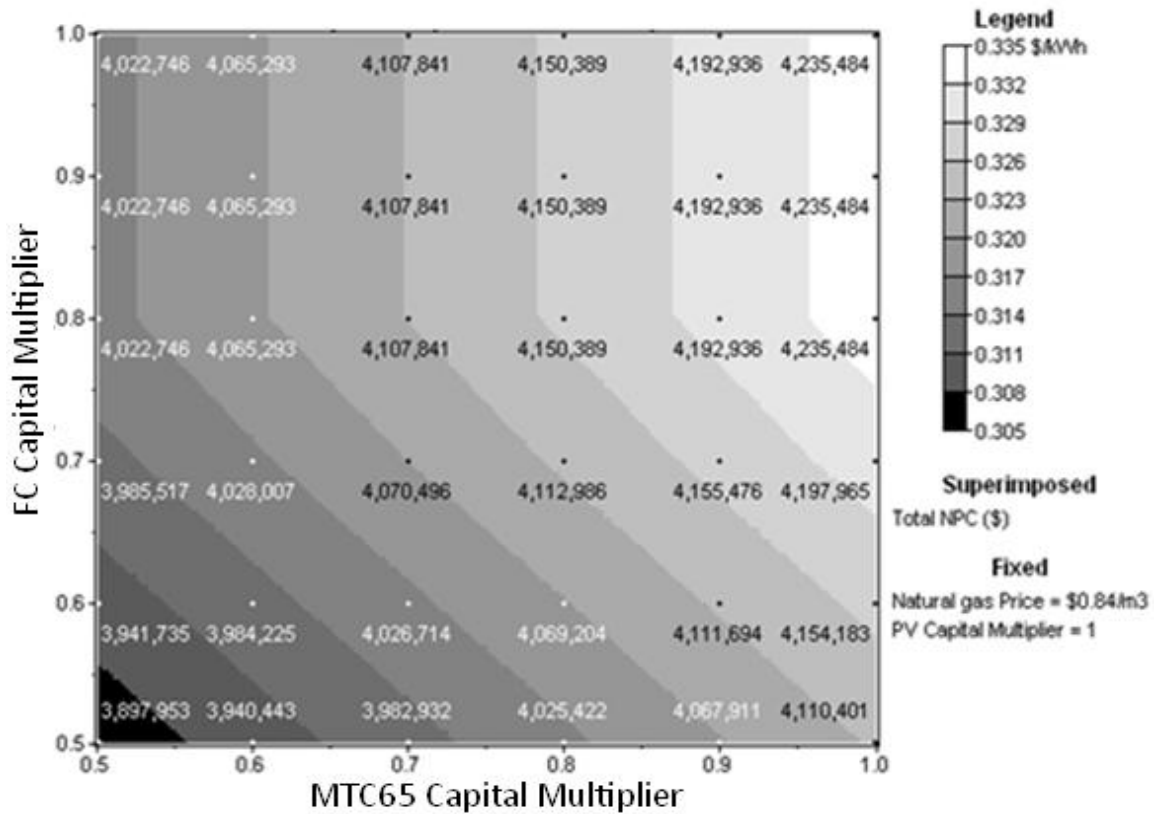 Legend
1.0
0.335 $/kWh
4,022,746 4,065,293 4,107,841 4,150,389 4,192,936 4,235,484
0.332
0.329
0.326
0.9
0.323
4,022,746 4,065,293 4,107,841 4,150,389 4,192,936 4,235,484
0.320
0.317
0.8
0.314
4,022,746 4,065,293 4,107,841 4,150,389 4,192,936 4,235,484
0.311
0.308
0.305
0.7
3,985,517 4,028,007 4,070,496 4,112,986 4,155,476 4,197,965
0.6
3,941,735 3,984,225 4,026,714 4,069,204 4,111,694 4,154,183
3,897,953 3,940,443 3,982,932 4,025,422 4,067,911 4,110,401
0.5
0.5 0.6 0.7 0.8 0.9 1.0
FC Capital Multiplier
MTC65 Capital Multiplier
Superimposed
Total NPC ($)
Fixed
Natural gas Price = $0.84/m3
PV Capital Multiplier = 1